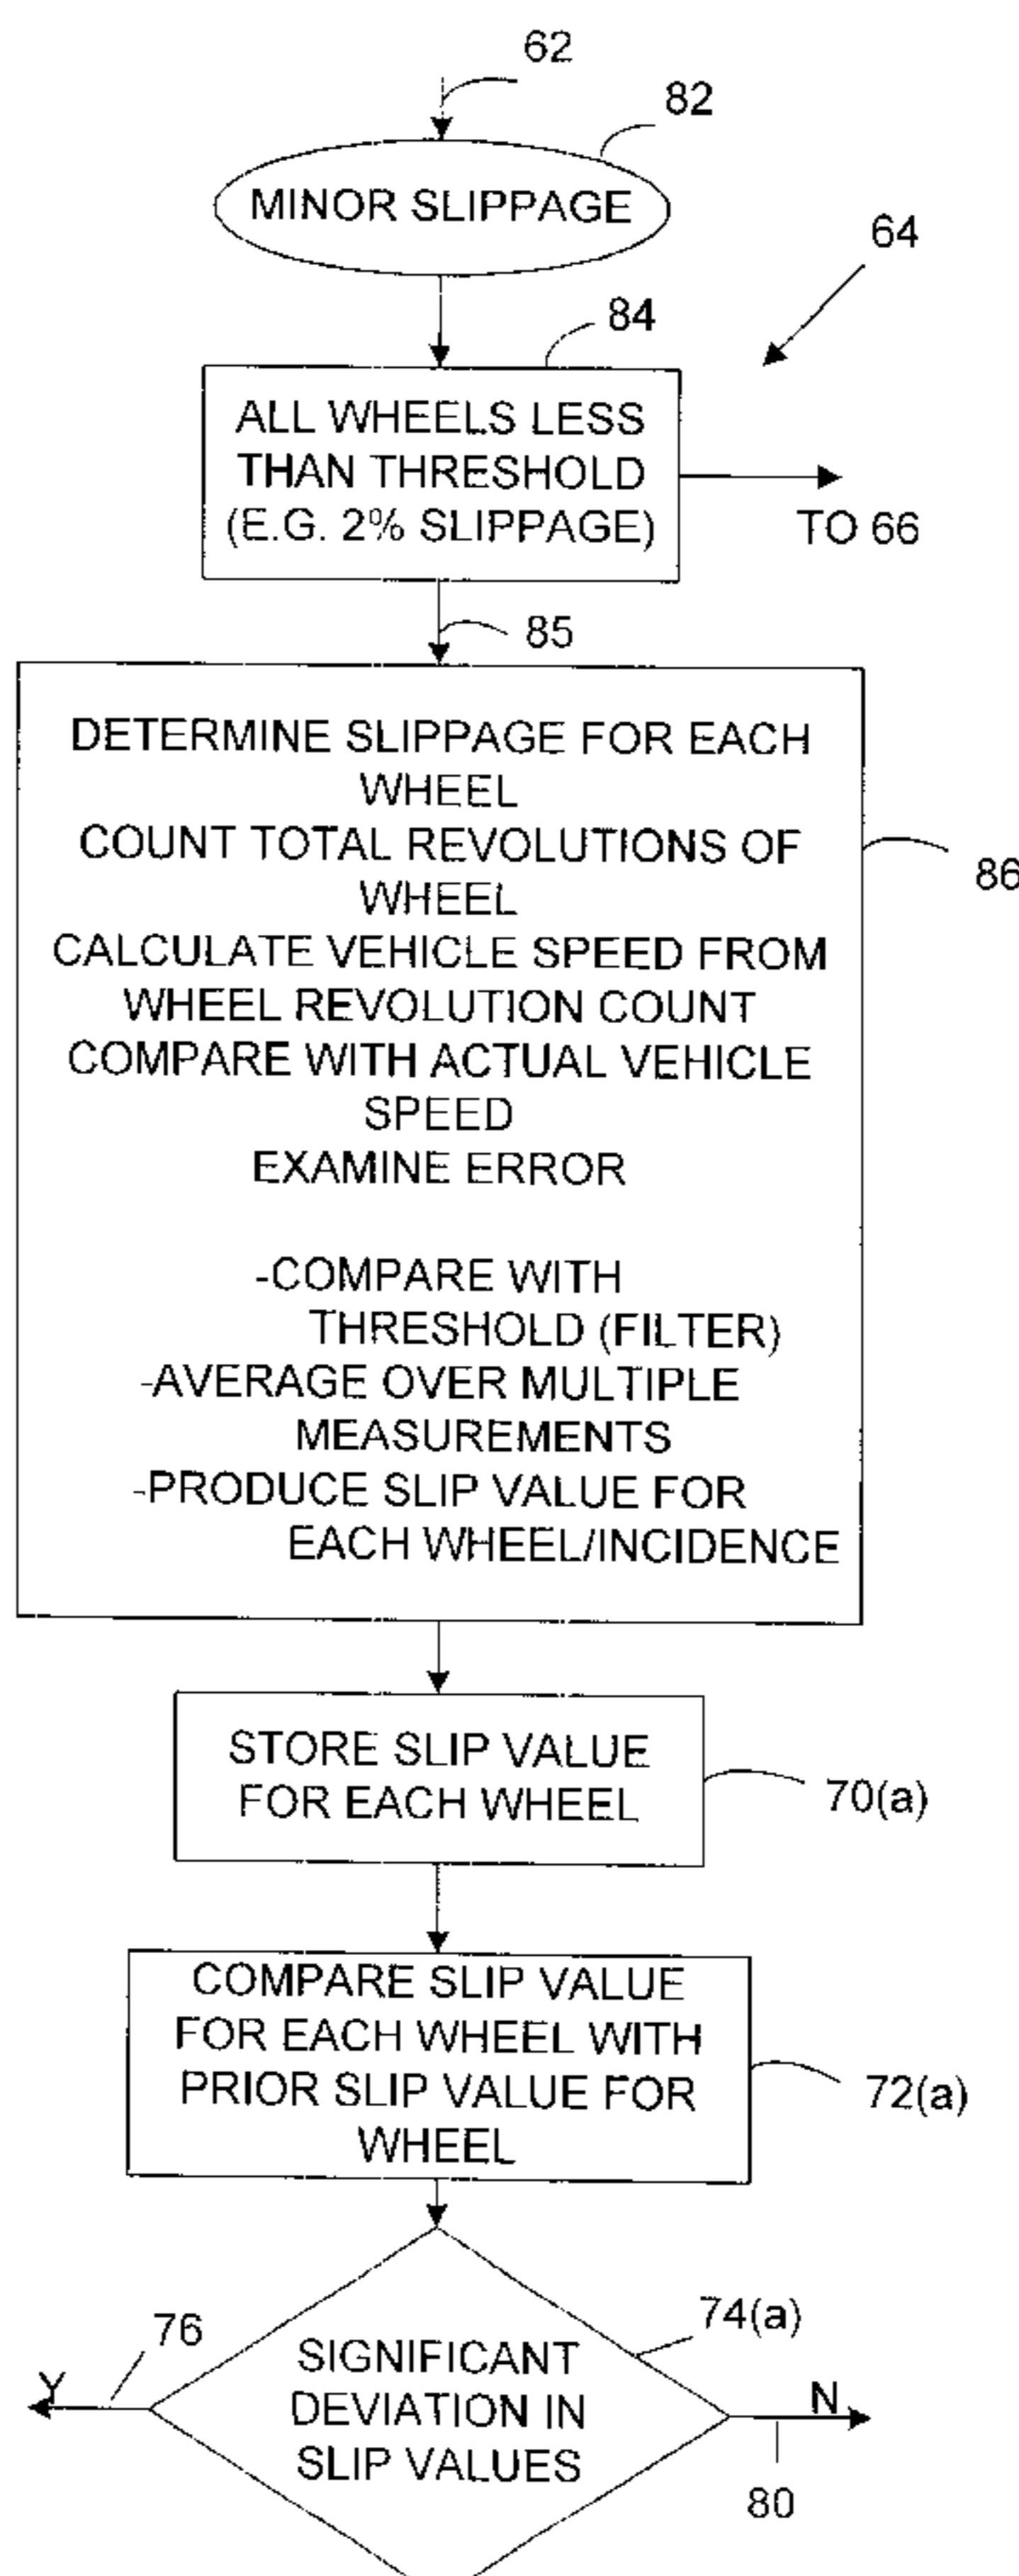 62
82
MINOR SLIPPAGE
64
84
ALL WHEELS LESS
THAN THRESHOLD
(E.G. 2% SLIPPAGE)
TO 66
85
DETERMINE SLIPPAGE FOR EACH
WHEEL
COUNT TOTAL REVOLUTIONS OF
WHEEL
86
CALCULATE VEHICLE SPEED FROM
WHEEL REVOLUTION COUNT
COMPARE WITH ACTUAL VEHICLE
SPEED
EXAMINE ERROR
-COMPARE WITH
THRESHOLD (FILTER)
-AVERAGE OVER MULTIPLE
MEASUREMENTS
-PRODUCE SLIP VALUE FOR
EACH WHEEL/INCIDENCE
STORE SLIP VALUE
FOR EACH WHEEL
70(a)
COMPARE SLIP VALUE
FOR EACH WHEEL WITH
PRIOR SLIP VALUE FOR
WHEEL
72(a)
76
74(a)
Y
SIGNIFICANT
DEVIATION IN
SLIP VALUES
N
80